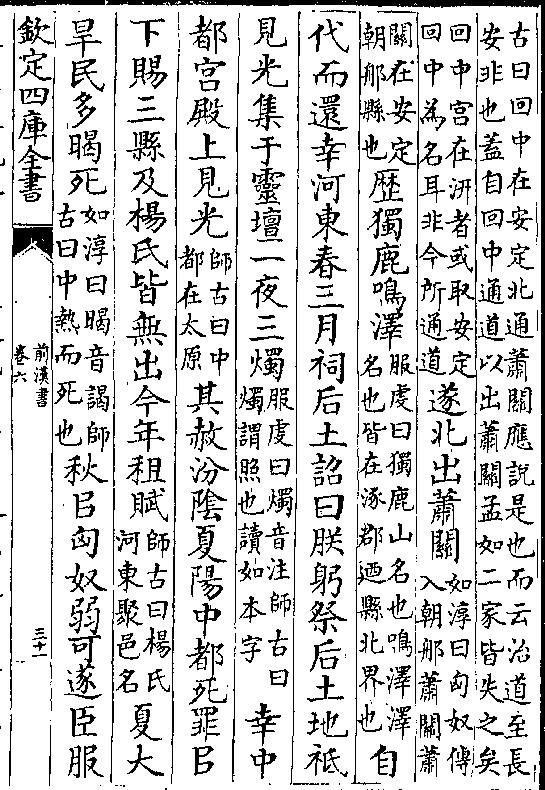 古曰回中在安定北通蕭關應説是也而云治道至長
安非也蓋自回中通道以出蕭關孟如二家皆失之矣
回中宫在汧者或取安定
回中為名耳非今所通道
遂北出蕭關
如淳曰匈奴傳
入朝那蕭關蕭
關在安定
朝那縣也
歴獨鹿鳴澤
服虔曰獨鹿山名也鳴澤澤
名也皆在涿郡遒縣北界也
自
代而還幸河東春三月祠后土詔曰朕躬祭后土地祇
見光集于靈壇一夜三燭
服虔曰燭音注師古曰
燭謂照也讀如本字
幸中
都宫殿上見光
師古曰中
都在太原
其赦汾陰夏陽中都死罪㠯
下賜三縣及楊氏皆無出今年租賦
師古曰楊氏
河東聚邑名
夏大
旱民多暍死
如淳曰暍音謁師
古曰中熱而死也
秋㠯匈奴弱可遂臣服
欽定四庫全書
前漢書
卷六
三十一